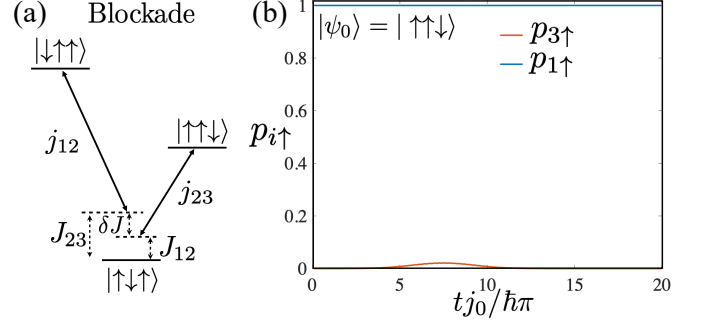 (a) Blockade
|↓↑↑⟩
j₁₂
|↑↑↓⟩
j₂₃
δJ
J₂₃
J₁₂
|↑↓↑⟩
(b)
|ψ₀⟩ = | ↑↑↓⟩
p₃↑
p₁↑
pᵢ↑
1
0.8
0.6
0.4
0.2
0
0 5 10 15 20
tj₀/ħπ